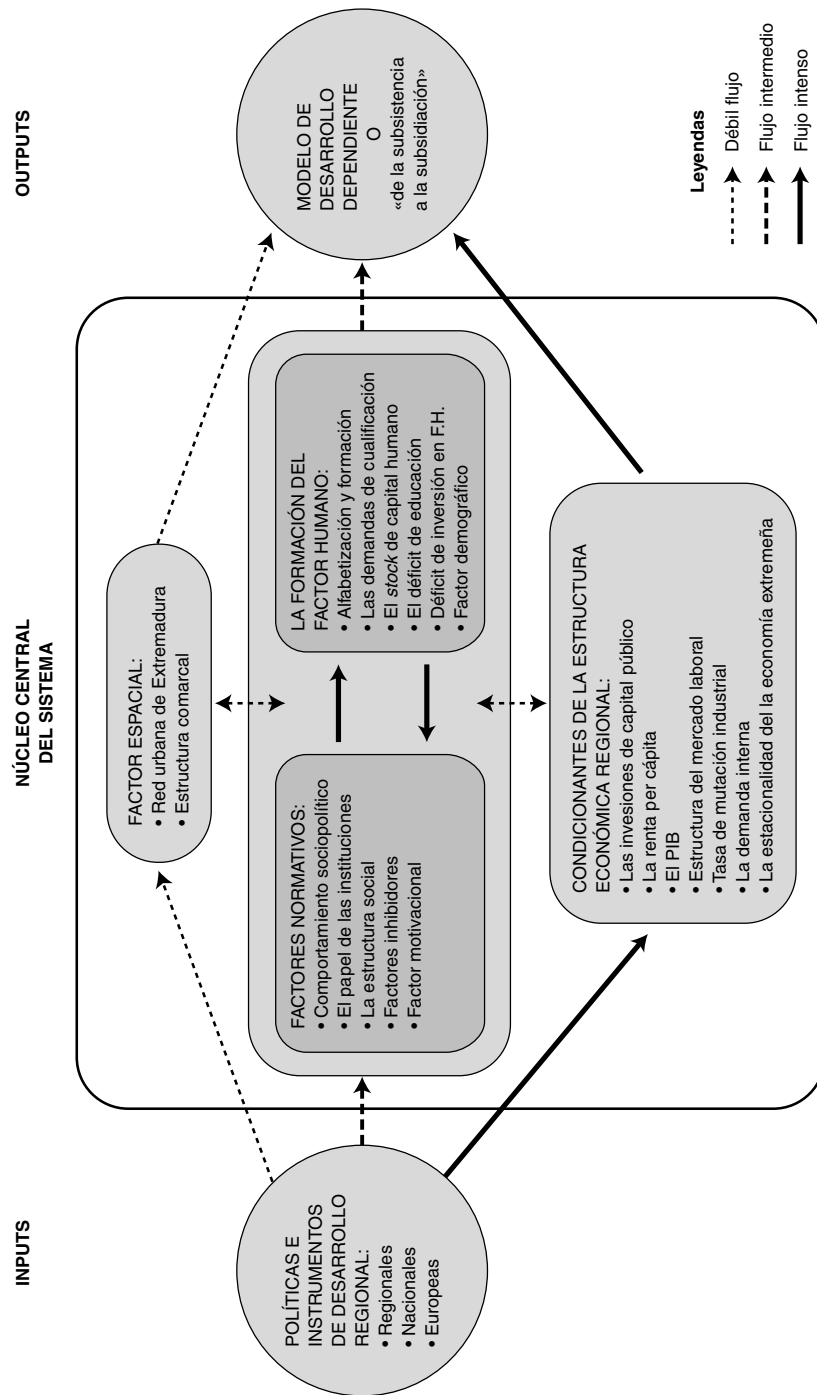 INPUTS
NÚCLEO CENTRAL
DEL SISTEMA
OUTPUTS
POLÍTICAS E
INSTRUMENTOS
DE DESARROLLO
REGIONAL:
• Regionales
• Nacionales
• Europeas
FACTOR ESPACIAL:
• Red urbana de Extremadura
• Estructura comarcal
FACTORES NORMATIVOS:
• Comportamiento sociopolítico
• El papel de las instituciones
• La estructura social
• Factores inhibidores
• Factor motivacional
LA FORMACIÓN DEL
FACTOR HUMANO:
• Alfabetización y formación
• Las demandas de cualificación
• El stock de capital humano
• El déficit de educación
• Déficit de inversión en F.H.
• Factor demográfico
CONDICIONANTES DE LA ESTRUCTURA
ECONÓMICA REGIONAL:
• Las invesiones de capital público
• La renta per cápita
• El PIB
• Estructura del mercado laboral
• Tasa de mutación industrial
• La demanda interna
• La estacionalidad del la economía extremeña
MODELO DE
DESARROLLO
DEPENDIENTE
O
«de la subsistencia
a la subsidiación»
Leyendas
Débil flujo
Flujo intermedio
Flujo intenso